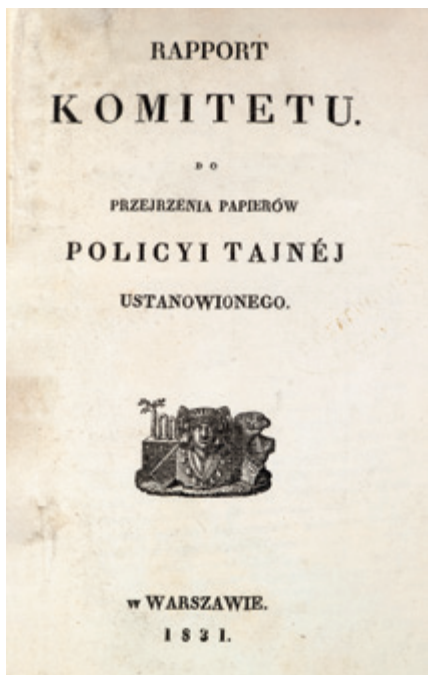 RAPPORT
KOMITETU.
DO
PRZEJRZENIA PAPIERÓW
POLICYI TAJNÉJ
USTANOWIONEGO.
w WARSZAWIE.
1831.